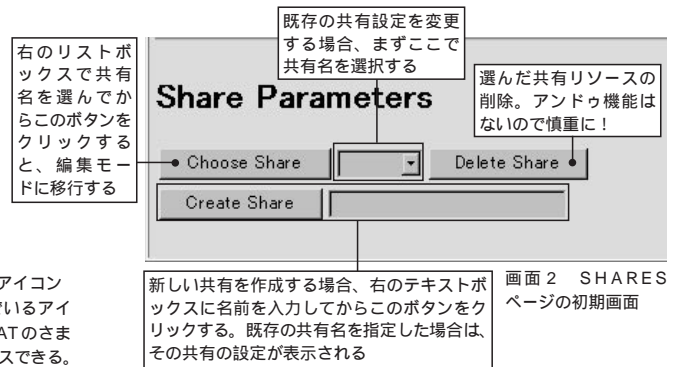 既存の共有設定を変更
する場合、まずここで
共有名を選択する
右のリストボ
ックスで共有
名を選んでか
らこのボタンを
クリックする
と、編集モー
ドに移行する
選んだ共有リソースの
削除。アンドゥ機能は
ないので慎重に！
Share Parameters
Choose Share
Delete Share
Create Share
新しい共有を作成する場合、右のテキストボ
ックスに名前を入力してからこのボタンをク
リックする。既存の共有名を指定した場合は、
その共有の設定が表示される
画面２　SHARES
ページの初期画面
アイコン
でいるアイ
ATのさま
スできる。